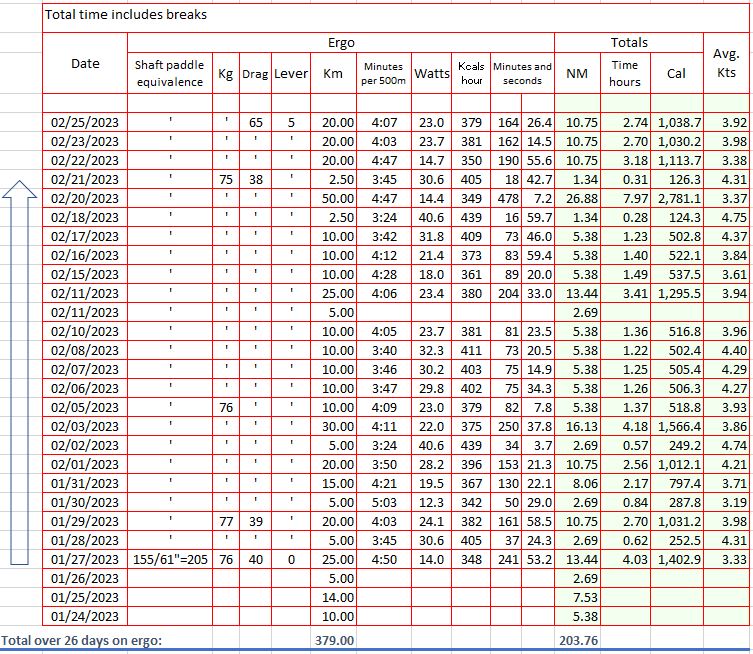 Total time includes breaks
Ergo Totals
Date Shaft paddle equivalence Kg Drag Lever Km Minutes per 500m Watts Kcals hour Minutes and seconds NM Time hours Cal Avg. Kts
02/25/2023 ' ' 65 5 20.00 4:07 23.0 379 164 26.4 10.75 2.74 1,038.7 3.92
02/23/2023 ' ' ' ' 20.00 4:03 23.7 381 162 14.5 10.75 2.70 1,030.2 3.98
02/22/2023 ' ' ' ' 20.00 4:47 14.7 350 190 55.6 10.75 3.18 1,113.7 3.38
02/21/2023 ' 75 38 ' 2.50 3:45 30.6 405 18 42.7 1.34 0.31 126.3 4.31
02/20/2023 ' ' ' ' 50.00 4:47 14.4 349 478 7.2 26.88 7.97 2,781.1 3.37
02/18/2023 ' ' ' ' 2.50 3:24 40.6 439 16 59.7 1.34 0.28 124.3 4.75
02/17/2023 ' ' ' ' 10.00 3:42 31.8 409 73 46.0 5.38 1.23 502.8 4.37
02/16/2023 ' ' ' ' 10.00 4:12 21.4 373 83 59.4 5.38 1.40 522.1 3.84
02/15/2023 ' ' ' ' 10.00 4:28 18.0 361 89 20.0 5.38 1.49 537.5 3.61
02/11/2023 ' ' ' ' 25.00 4:06 23.4 380 204 33.0 13.44 3.41 1,295.5 3.94
02/11/2023 ' ' ' ' 5.00 2.69
02/10/2023 ' ' ' ' 10.00 4:05 23.7 381 81 23.5 5.38 1.36 516.8 3.96
02/08/2023 ' ' ' ' 10.00 3:40 32.3 411 73 20.5 5.38 1.22 502.4 4.40
02/07/2023 ' ' ' ' 10.00 3:46 30.2 403 75 14.9 5.38 1.25 505.4 4.29
02/06/2023 ' ' ' ' 10.00 3:47 29.8 402 75 34.3 5.38 1.26 506.3 4.27
02/05/2023 ' 76 ' ' 10.00 4:09 23.0 379 82 7.8 5.38 1.37 518.8 3.93
02/03/2023 ' ' ' ' 30.00 4:11 22.0 375 250 37.8 16.13 4.18 1,566.4 3.86
02/02/2023 ' ' ' ' 5.00 3:24 40.6 439 34 3.7 2.69 0.57 249.2 4.74
02/01/2023 ' ' ' ' 20.00 3:50 28.2 396 153 21.3 10.75 2.56 1,012.1 4.21
01/31/2023 ' ' ' ' 15.00 4:21 19.5 367 130 22.1 8.06 2.17 797.4 3.71
01/30/2023 ' ' ' ' 5.00 5:03 12.3 342 50 29.0 2.69 0.84 287.8 3.19
01/29/2023 ' 77 39 ' 20.00 4:03 24.1 382 161 58.5 10.75 2.70 1,031.2 3.98
01/28/2023 ' ' ' ' 5.00 3:45 30.6 405 37 24.3 2.69 0.62 252.5 4.31
01/27/2023 155/61"=205 76 40 0 25.00 4:50 14.0 348 241 53.2 13.44 4.03 1,402.9 3.33
01/26/2023 5.00 2.69
01/25/2023 14.00 7.53
01/24/2023 10.00 5.38
Total over 26 days on ergo: 379.00 203.76